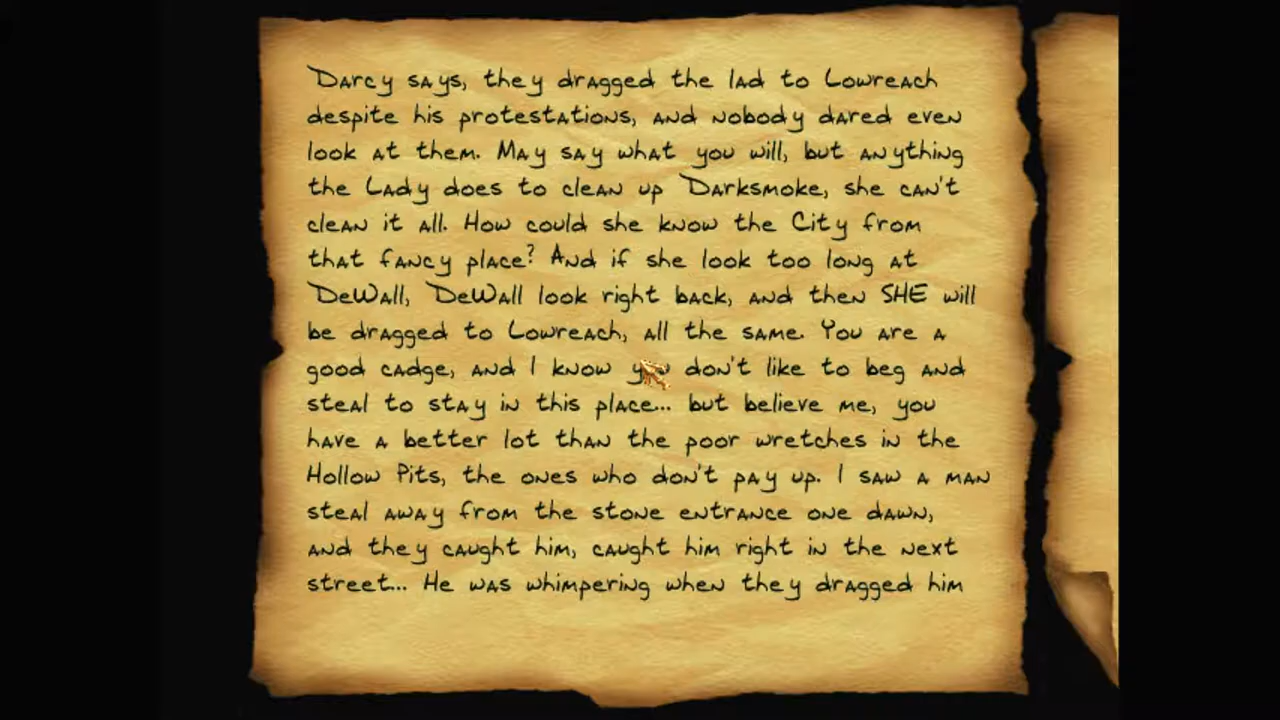 Darcy says, they dragged the lad to Lowreach
despite his protestations, and nobody dared even
look at them. May say what you will, but anything
the Lady does to clean up Darksmoke, she can't
clean it all. How could she know the City from
that fancy place? And if she look too long at
DeWall, DeWall look right back, and then SHE will
be dragged to Lowreach, all the same. You are a
good cadge, and I know don't like to beg and
steal to stay in this place... but believe me, you
have a better lot than the poor wretches in the
Hollow Pits, the ones who don't pay up. I saw a man
steal away from the stone entrance one dawn,
and they caught him, caught him right in the next
street... He was whimpering when they dragged him